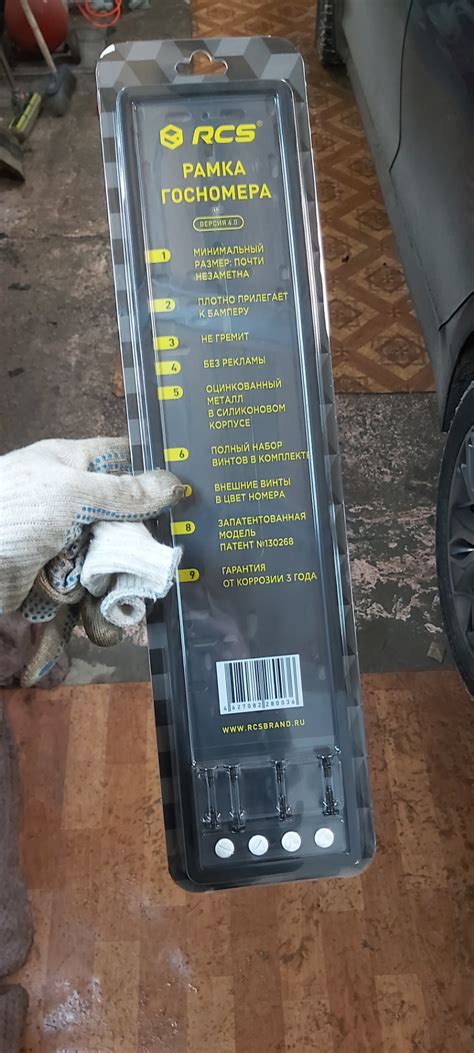 RCS®
РАМКА
ГОСНОМЕРА
ВЕРСИЯ 4.0
1 МИНИМАЛЬНЫЙ
РАЗМЕР: ПОЧТИ
НЕЗАМЕТНА
2 ПЛОТНО ПРИЛЕГАЕТ
К БАМПЕРУ
3 НЕ ГРЕМИТ
4 БЕЗ РЕКЛАМЫ
5 ОЦИНКОВАННЫЙ
МЕТАЛЛ
В СИЛИКОНОВОМ
КОРПУСЕ
6 ПОЛНЫЙ НАБОР
ВИНТОВ В КОМПЛЕКТЕ
ВНЕШНИЕ ВИНТЫ
В ЦВЕТ НОМЕРА
8 ЗАПАТЕНТОВАННАЯ
МОДЕЛЬ
ПАТЕНТ №130268
9 ГАРАНТИЯ
ОТ КОРРОЗИИ 3 ГОДА
4627082280036
WWW.RCSBRAND.RU